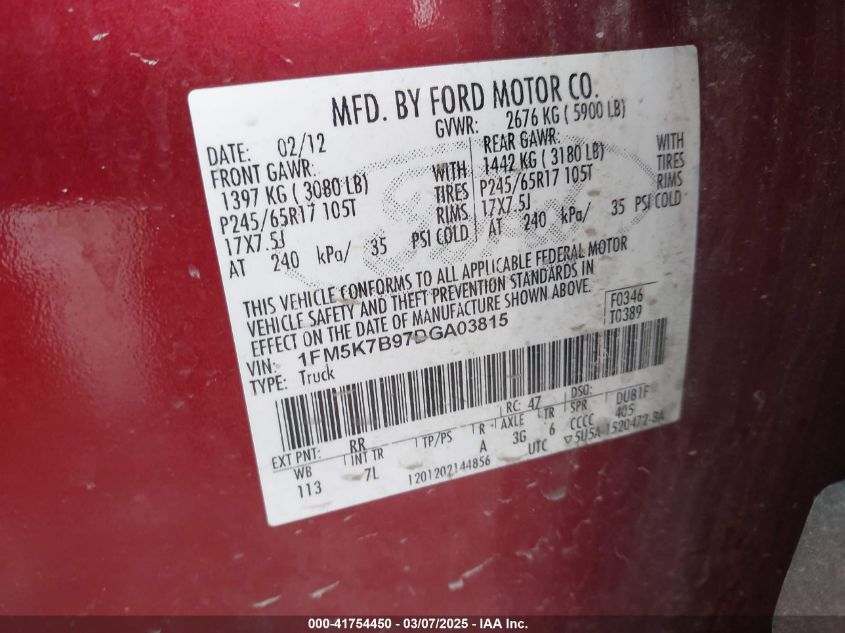 MFD. BY FORD MOTOR CO.
DATE: 02/12 GVWR: 2676 KG ( 5900 LB)
FRONT GAWR: REAR GAWR:
1397 KG ( 3080 LB) WITH 1442 KG ( 3180 LB) WITH
P245/65R17 105T TIRES P245/65R17 105T TIRES
17X7.5J RIMS 17X7.5J RIMS
AT 240 kPa/ 35 PSI COLD AT 240 kPa/ 35 PSI COLD
THIS VEHICLE CONFORMS TO ALL APPLICABLE FEDERAL MOTOR
VEHICLE SAFETY AND THEFT PREVENTION STANDARDS IN
EFFECT ON THE DATE OF MANUFACTURE SHOWN ABOVE.
F0346
T0389
VIN: 1FM5K7B97DGA03815
TYPE: Truck
EXT PNT: RR RC: 47 DSO:
WB INT TR TP/PS R AXLE TR SPR DUB1F
113 7L A 3G 6 CCCC 405
1201202144856 UTC ▽5U5A-1520472-BA
Ford
000-41754450 - 03/07/2025 - IAA Inc.